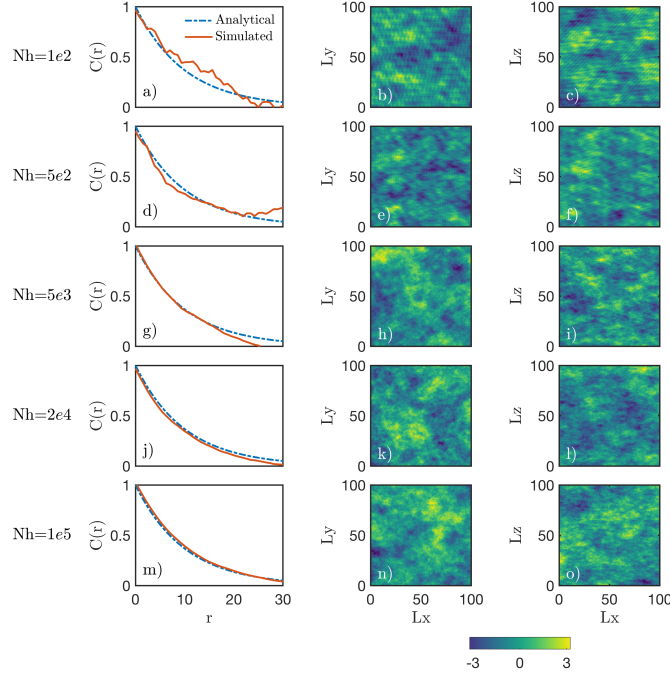 Nh=1e2
C(r)
1
0.5
0
Analytical
Simulated
a)
Ly
100
50
0
b)
Lz
100
50
0
c)
Nh=5e2
C(r)
1
0.5
0
d)
Ly
100
50
0
e)
Lz
100
50
0
f)
Nh=5e3
C(r)
1
0.5
0
g)
Ly
100
50
0
h)
Lz
100
50
0
i)
Nh=2e4
C(r)
1
0.5
0
j)
Ly
100
50
0
k)
Lz
100
50
0
l)
Nh=1e5
C(r)
1
0.5
0
m)
Ly
100
50
0
n)
Lz
100
50
0
o)
0 10 20 30
r
0 50 100
Lx
0 50 100
Lx
-3 0 3